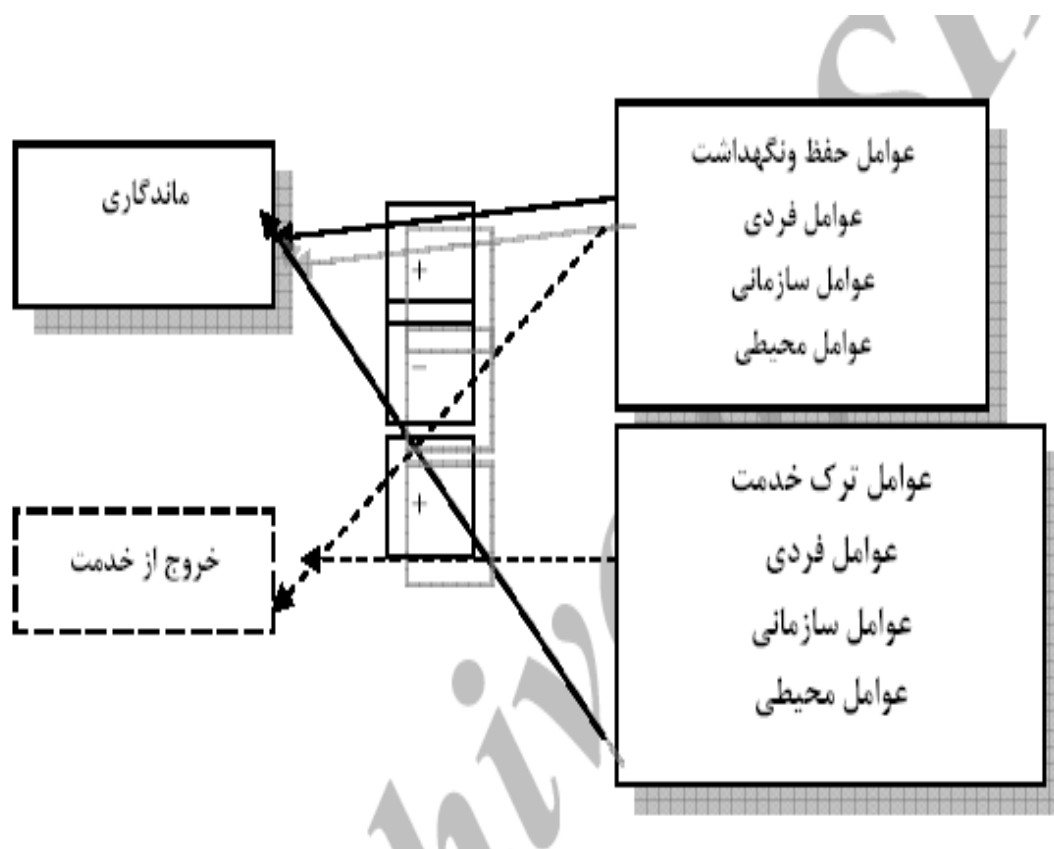 عوامل حفظ ونگهداشت
عوامل فردی
عوامل سازمانی
عوامل محیطی
ماندگاری
+
−
+
عوامل ترک خدمت
عوامل فردی
عوامل سازمانی
عوامل محیطی
خروج از خدمت